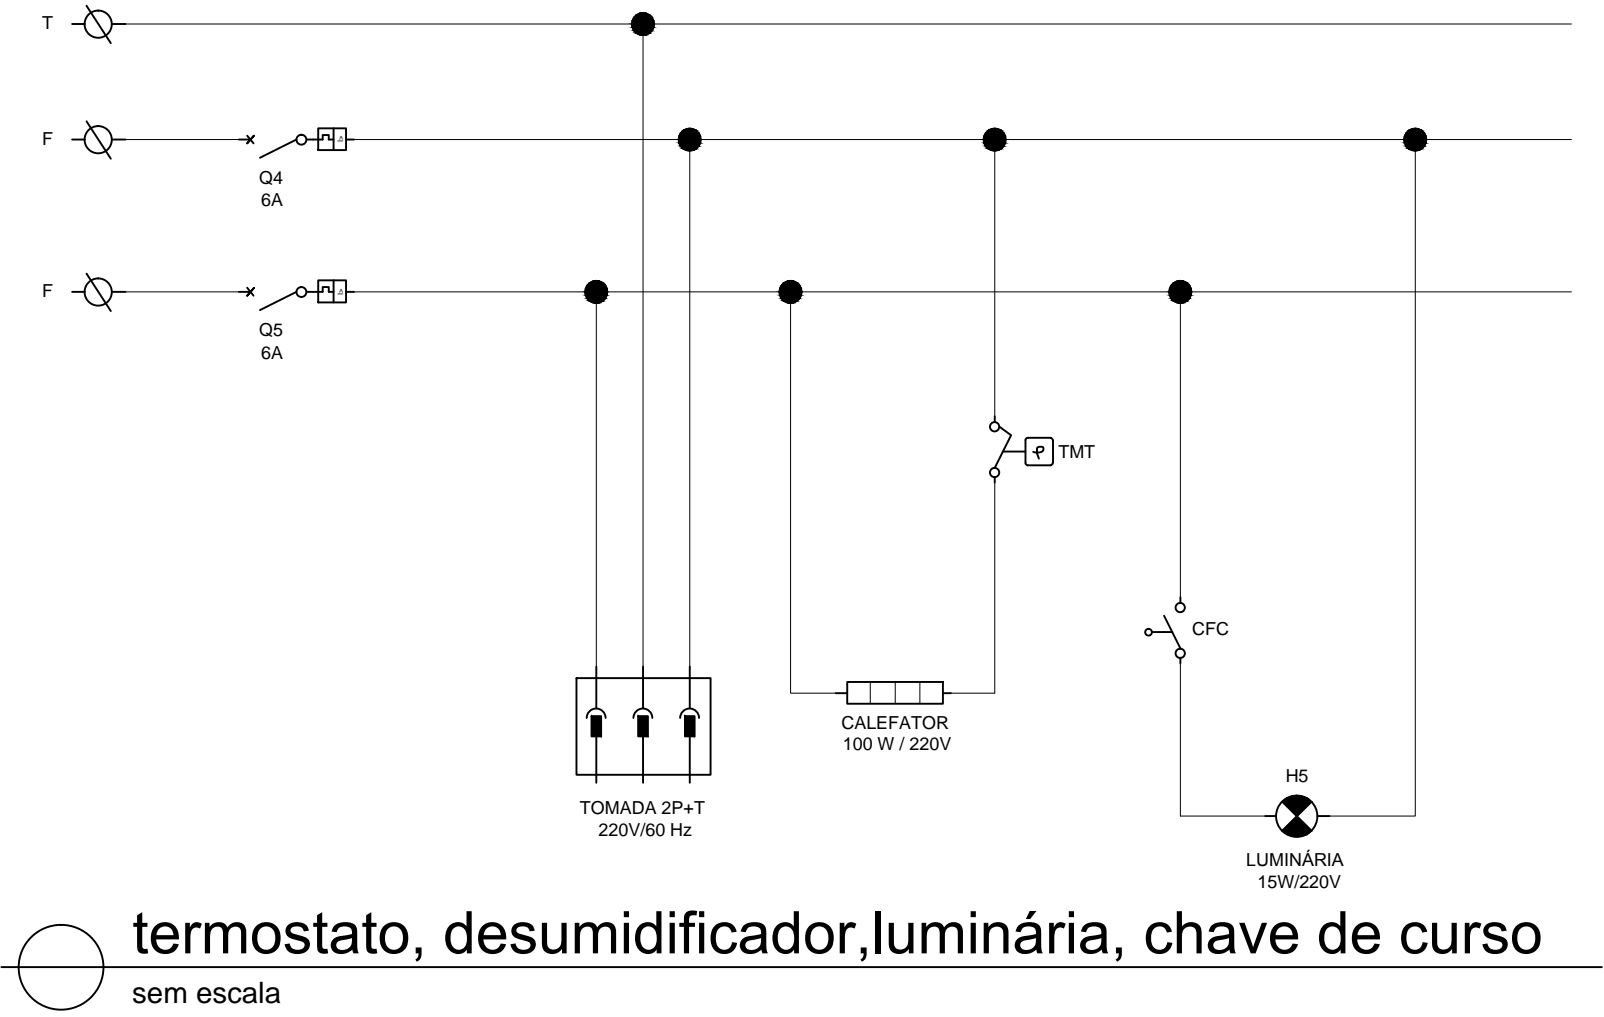 T
F
Q4
6A
F
Q5
6A
TMT
CFC
CALEFATOR
100 W / 220V
H5
TOMADA 2P+T
220V/60 Hz
LUMINÁRIA
15W/220V
termostato, desumidificador,luminária, chave de curso
sem escala